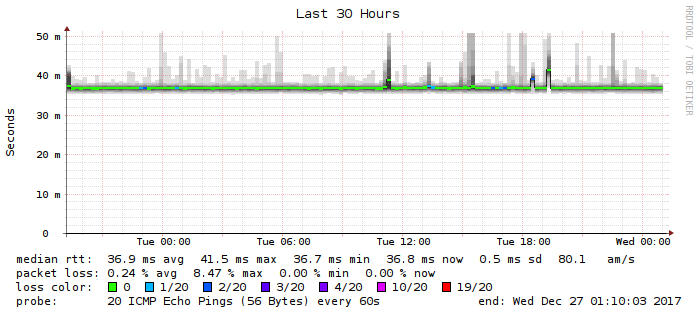 Last 30 Hours
RRDTOOL / TOBI OETIKER
Seconds
50 m
40 m
30 m
20 m
10 m
0
Tue 00:00 Tue 06:00 Tue 12:00 Tue 18:00 Wed 00:00
median rtt: 36.9 ms avg 41.5 ms max 36.7 ms min 36.8 ms now 0.5 ms sd 80.1 am/s
packet loss: 0.24 % avg 8.47 % max 0.00 % min 0.00 % now
loss color: 0 1/20 2/20 3/20 4/20 10/20 19/20
probe: 20 ICMP Echo Pings (56 Bytes) every 60s end: Wed Dec 27 01:10:03 2017